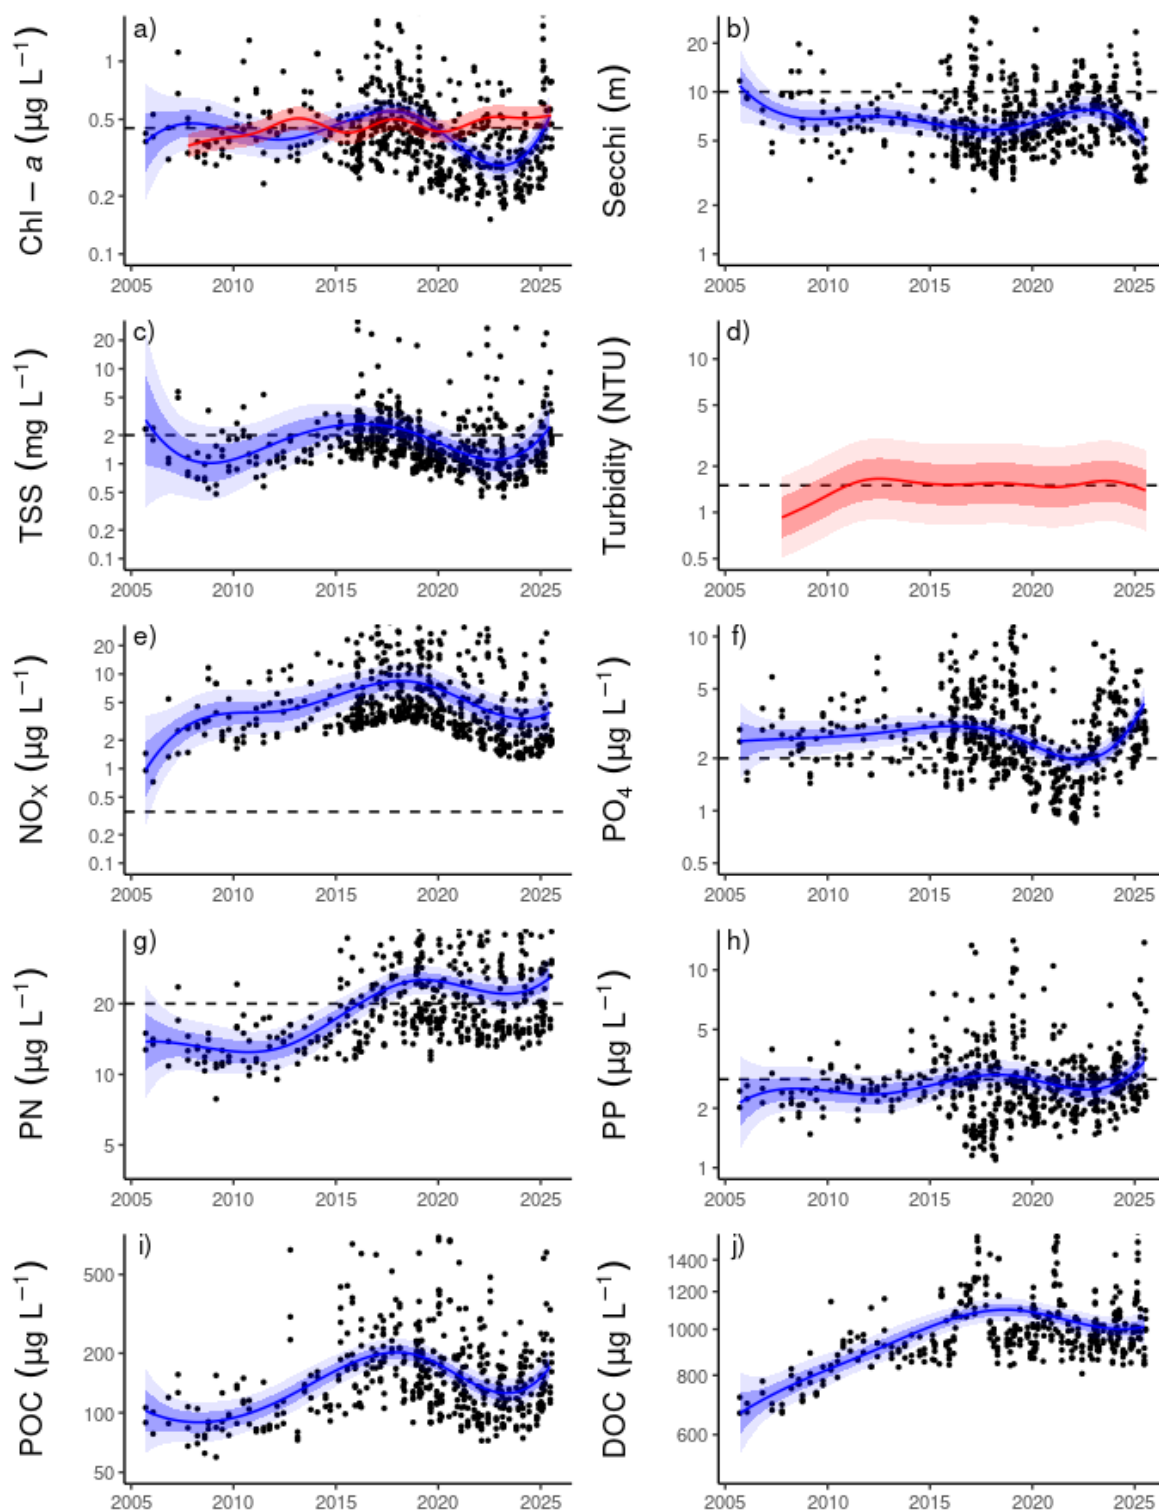 a)
Chl − a (µg L⁻¹)
1
0.5
0.2
0.1
2005 2010 2015 2020 2025
b)
Secchi (m)
20
10
5
2
1
2005 2010 2015 2020 2025
c)
TSS (mg L⁻¹)
20
10
5
2
1
0.5
0.2
0.1
2005 2010 2015 2020 2025
d)
Turbidity (NTU)
10
5
2
1
0.5
2005 2010 2015 2020 2025
e)
NOₓ (µg L⁻¹)
20
10
5
2
1
0.5
0.2
0.1
2005 2010 2015 2020 2025
f)
PO₄ (µg L⁻¹)
10
5
2
1
0.5
2005 2010 2015 2020 2025
g)
PN (µg L⁻¹)
20
10
5
2005 2010 2015 2020 2025
h)
PP (µg L⁻¹)
10
5
2
1
2005 2010 2015 2020 2025
i)
POC (µg L⁻¹)
500
200
100
50
2005 2010 2015 2020 2025
j)
DOC (µg L⁻¹)
1400
1200
1000
800
600
2005 2010 2015 2020 2025